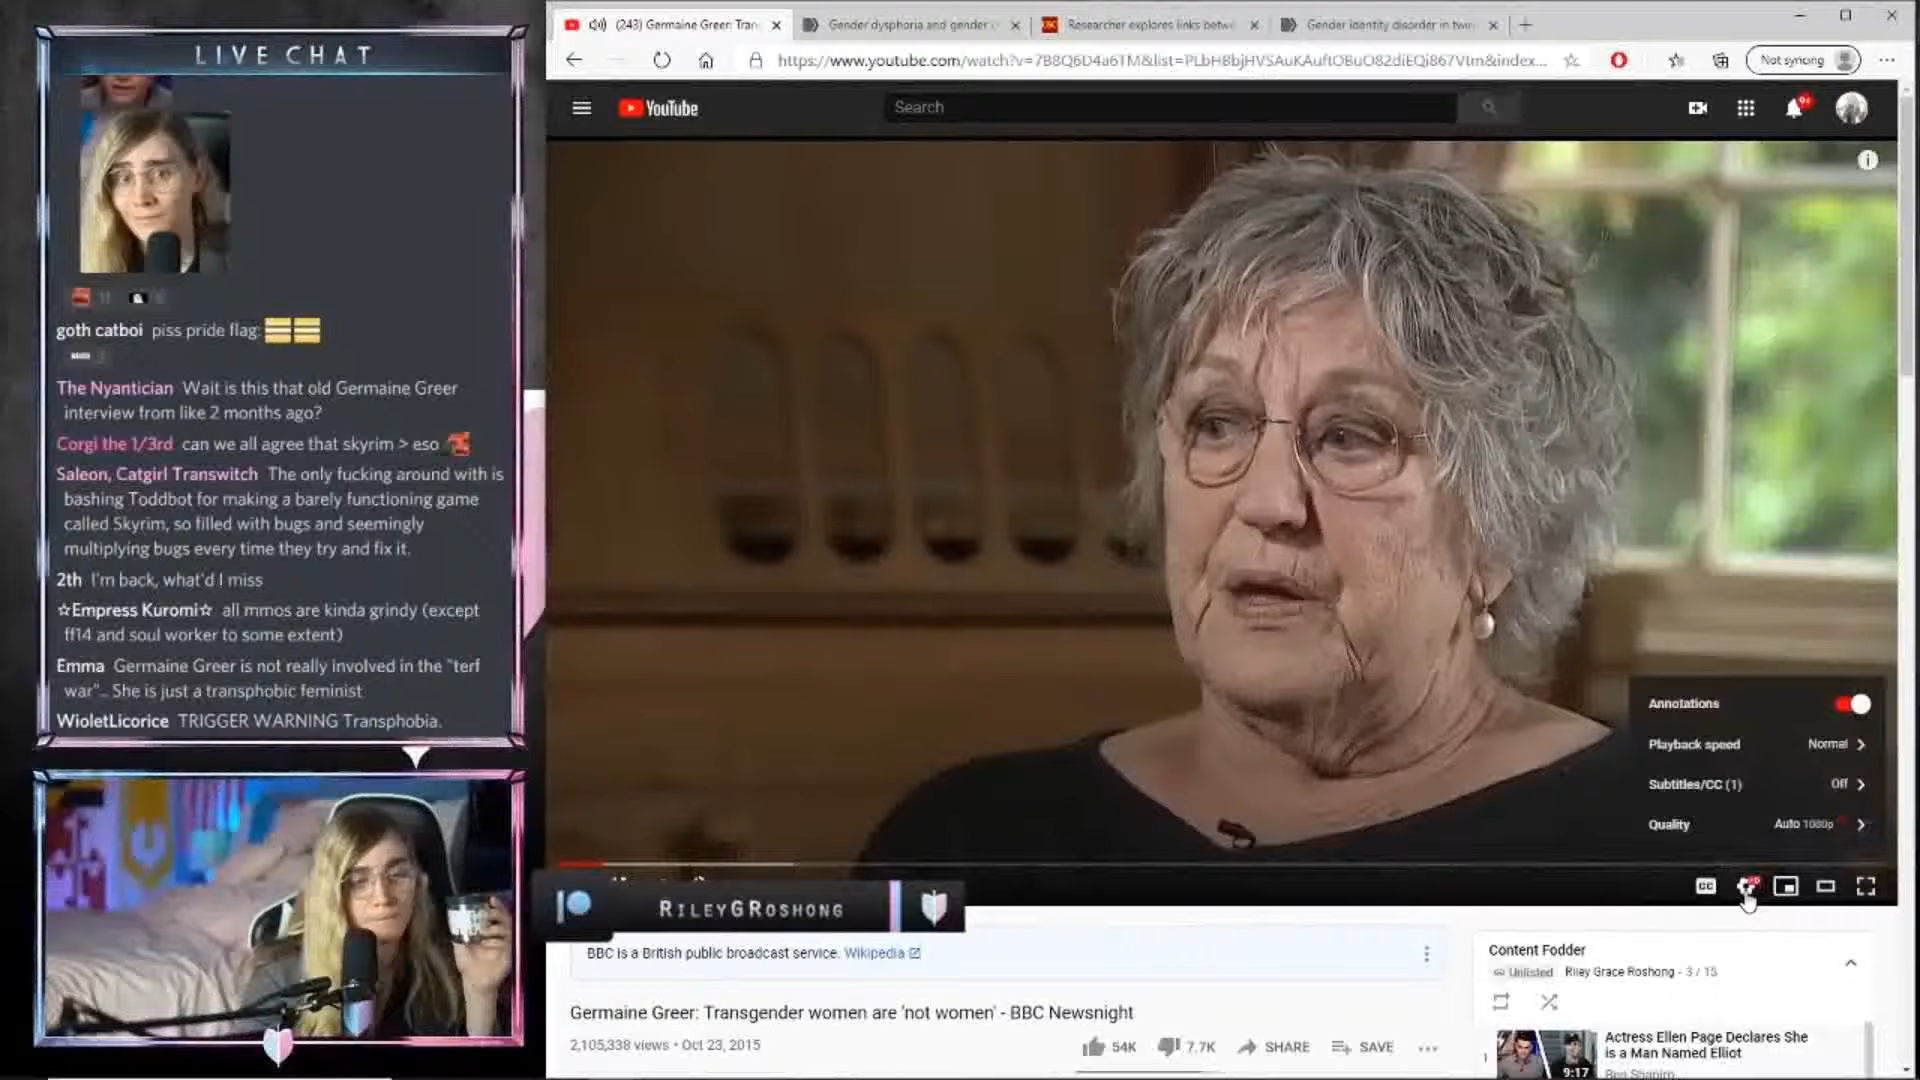 LIVE CHAT
goth catboi piss pride flag:
The Nyantician Wait is this that old Germaine Greer
interview from like 2 months ago?
Corgi the 1/3rd can we all agree that skyrim > eso
Saleon, Catgirl Transwitch The only fucking around with is
bashing Toddbot for making a barely functioning game
called Skyrim, so filled with bugs and seemingly
multiplying bugs every time they try and fix it.
2th I'm back, what'd I miss
☆Empress Kuromi☆ all mmos are kinda grindy (except
ff14 and soul worker to some extent)
Emma Germaine Greer is not really involved in the "terf
war".. She is just a transphobic feminist
WioletLicorice TRIGGER WARNING Transphobia.
(243) Germaine Greer: Tran
Gender dysphoria and gender
Researcher explores links betw
Gender identity disorder in twin
https://www.youtube.com/watch?v=7B8Q6D4a6TM&list=PLbHBbjHVSAuKAuftOBuO82diEQi867Vtm&index...
Not syncing
YouTube
Search
9+
Annotations
Playback speed Normal
Subtitles/CC (1) Off
Quality Auto 1080p
CC
RILEYGROSHONG
BBC is a British public broadcast service. Wikipedia
Germaine Greer: Transgender women are 'not women' - BBC Newsnight
2,105,338 views • Oct 23, 2015
54K
7.7K
SHARE
SAVE
Content Fodder
Unlisted Riley Grace Roshong - 3 / 15
1
9:17
Actress Ellen Page Declares She
is a Man Named Elliot
Ben Shapiro